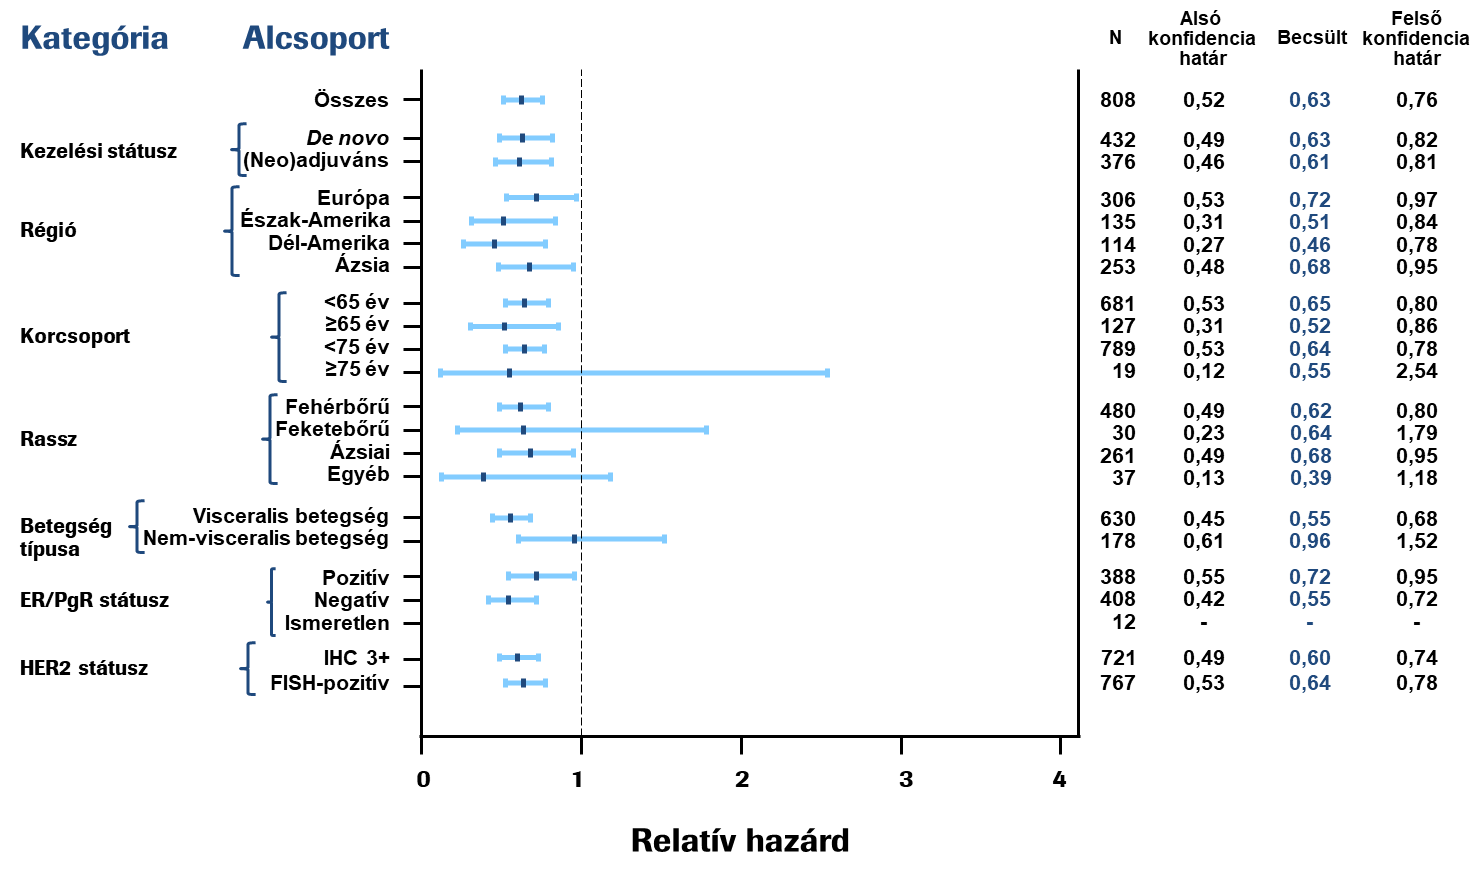 Kategória Alcsoport N Alsó konfidencia határ Becsült Felső konfidencia határ
Összes 808 0,52 0,63 0,76
Kezelési státusz
De novo 432 0,49 0,63 0,82
(Neo)adjuváns 376 0,46 0,61 0,81
Régió
Európa 306 0,53 0,72 0,97
Észak-Amerika 135 0,31 0,51 0,84
Dél-Amerika 114 0,27 0,46 0,78
Ázsia 253 0,48 0,68 0,95
Korcsoport
<65 év 681 0,53 0,65 0,80
≥65 év 127 0,31 0,52 0,86
<75 év 789 0,53 0,64 0,78
≥75 év 19 0,12 0,55 2,54
Rassz
Fehérbőrű 480 0,49 0,62 0,80
Feketebőrű 30 0,23 0,64 1,79
Ázsiai 261 0,49 0,68 0,95
Egyéb 37 0,13 0,39 1,18
Betegség típusa
Visceralis betegség 630 0,45 0,55 0,68
Nem-visceralis betegség 178 0,61 0,96 1,52
ER/PgR státusz
Pozitív 388 0,55 0,72 0,95
Negatív 408 0,42 0,55 0,72
Ismeretlen 12 - - -
HER2 státusz
IHC 3+ 721 0,49 0,60 0,74
FISH-pozitív 767 0,53 0,64 0,78
0 1 2 3 4
Relatív hazárd